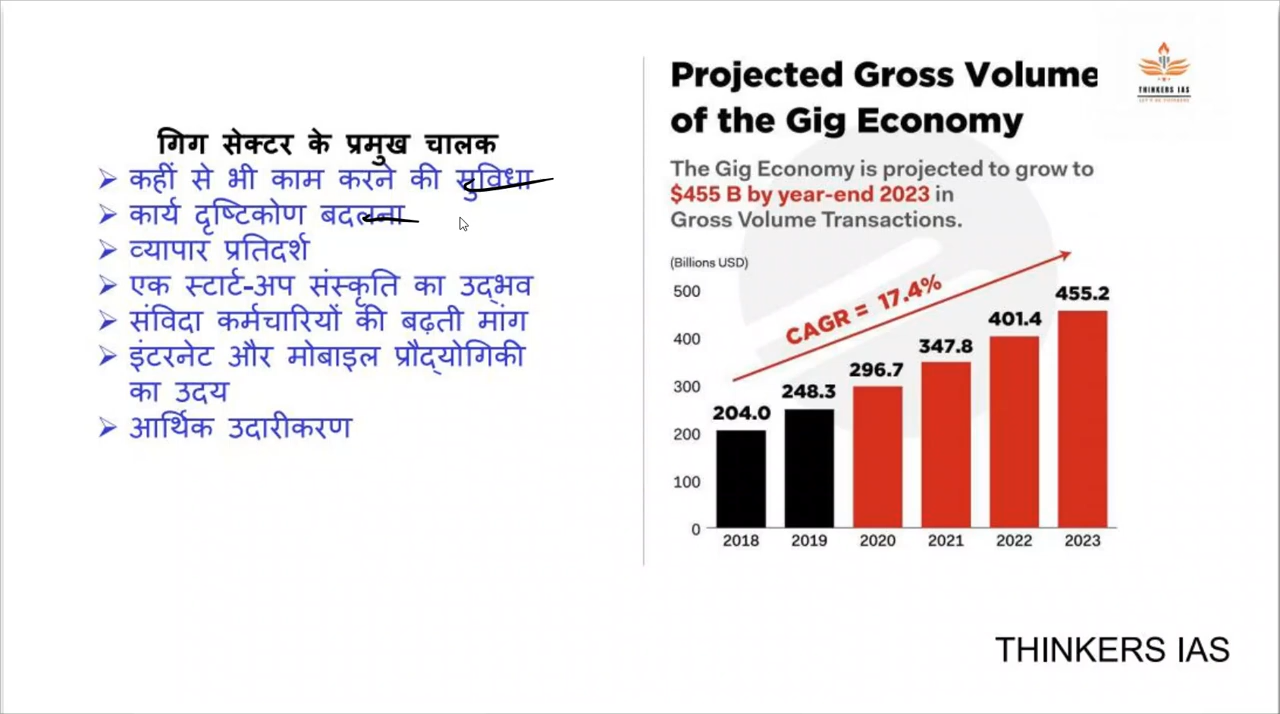 गिग सेक्टर के प्रमुख चालक
➢ कहीं से भी काम करने की सुविधा
➢ कार्य दृष्टिकोण बदलना
➢ व्यापार प्रतिदर्श
➢ एक स्टार्ट-अप संस्कृति का उद्भव
➢ संविदा कर्मचारियों की बढ़ती मांग
➢ इंटरनेट और मोबाइल प्रौद्योगिकी
का उदय
➢ आर्थिक उदारीकरण
Projected Gross Volume
of the Gig Economy
The Gig Economy is projected to grow to
$455 B by year-end 2023 in
Gross Volume Transactions.
(Billions USD)
500
400
300
200
100
0
CAGR = 17.4%
204.0
248.3
296.7
347.8
401.4
455.2
2018 2019 2020 2021 2022 2023
THINKERS IAS
LET'S BE THINKERS
THINKERS IAS